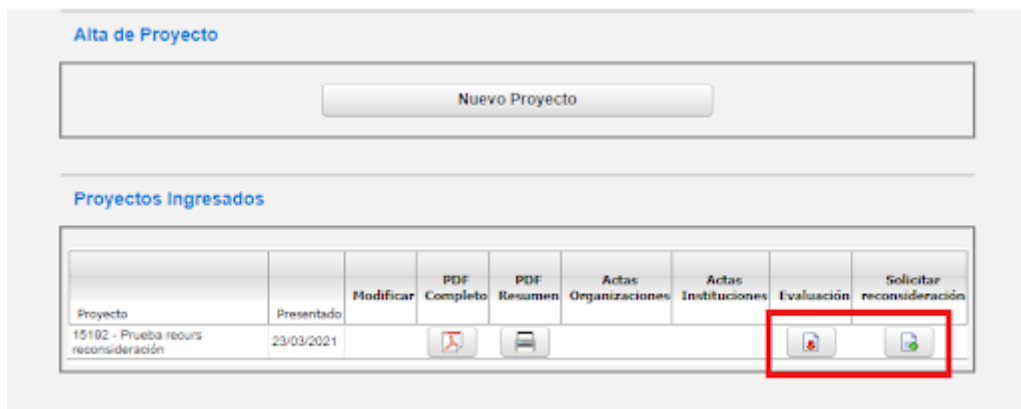 Alta de Proyecto
Nuevo Proyecto
Proyectos Ingresados
Proyecto Presentado Modificar PDF Completo PDF Resumen Actas Organizaciones Actas Instituciones Evaluación Solicitar reconsideración
15192 - Prueba recurs 23/03/2021
reconsideración